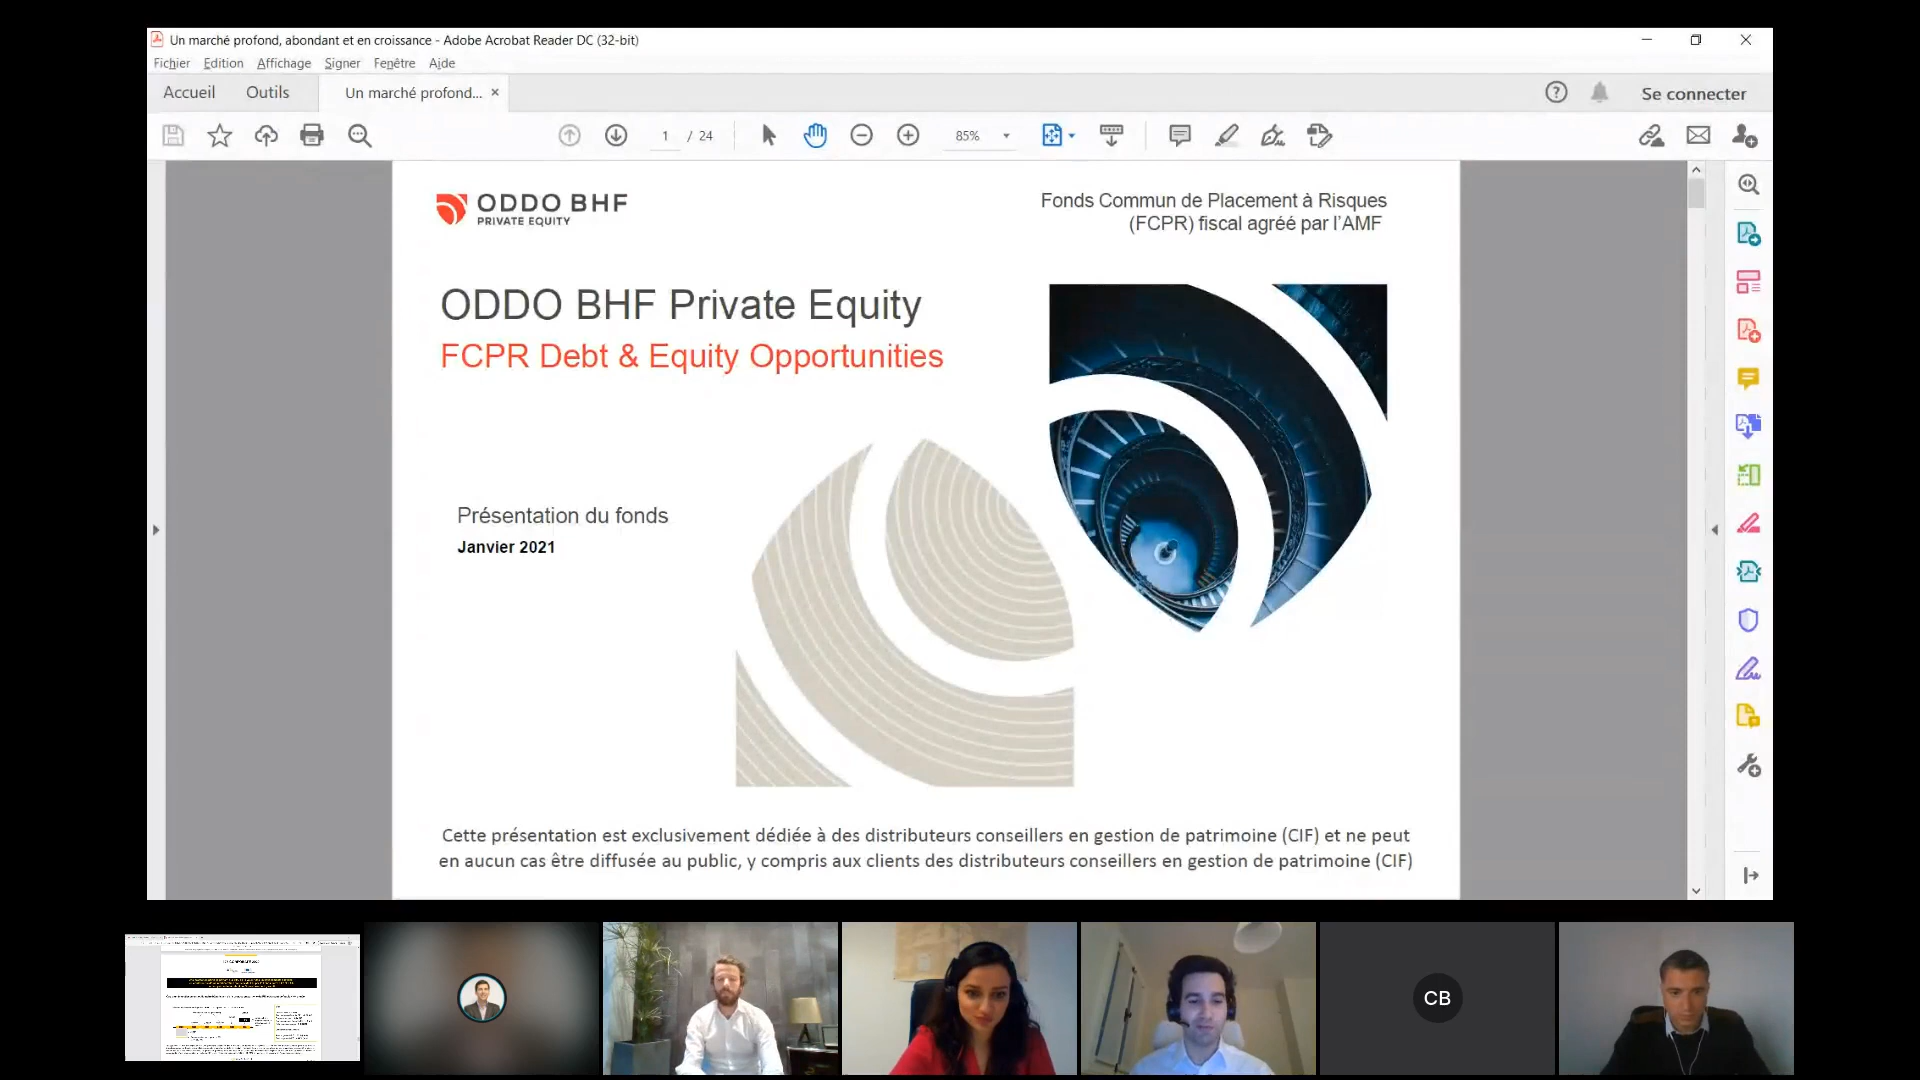 Un marché profond, abondant et en croissance - Adobe Acrobat Reader DC (32-bit)
Fichier Edition Affichage Signer Fenêtre Aide
Accueil Outils Un marché profond... × Se connecter
1 / 24 85%
ODDO BHF
PRIVATE EQUITY
Fonds Commun de Placement à Risques
(FCPR) fiscal agréé par l'AMF
ODDO BHF Private Equity
FCPR Debt & Equity Opportunities
Présentation du fonds
Janvier 2021
Cette présentation est exclusivement dédiée à des distributeurs conseillers en gestion de patrimoine (CIF) et ne peut
en aucun cas être diffusée au public, y compris aux clients des distributeurs conseillers en gestion de patrimoine (CIF)
CB